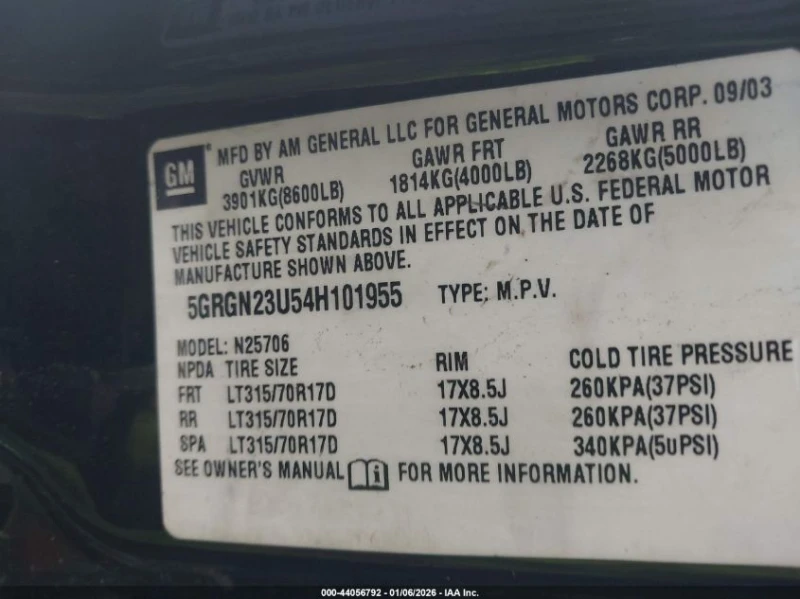 GM
MFD BY AM GENERAL LLC FOR GENERAL MOTORS CORP. 09/03
GVWR GAWR FRT GAWR RR
3901KG(8600LB) 1814KG(4000LB) 2268KG(5000LB)
THIS VEHICLE CONFORMS TO ALL APPLICABLE U.S. FEDERAL MOTOR
VEHICLE SAFETY STANDARDS IN EFFECT ON THE DATE OF
MANUFACTURE SHOWN ABOVE.
5GRGN23U54H101955 TYPE: M.P.V.
MODEL: N25706
NPDA TIRE SIZE RIM COLD TIRE PRESSURE
FRT LT315/70R17D 17X8.5J 260KPA(37PSI)
RR LT315/70R17D 17X8.5J 260KPA(37PSI)
SPA LT315/70R17D 17X8.5J 340KPA(5uPSI)
SEE OWNER'S MANUAL i FOR MORE INFORMATION.
000-44056792 - 01/06/2026 - IAA Inc.